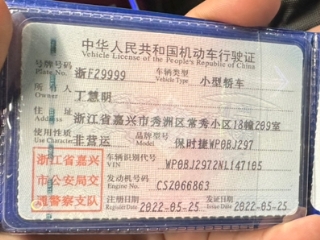 中华人民共和国机动车行驶证
Vehicle License of the People's Republic of China
号牌号码 浙F29999 车辆类型 小型轿车
Plate No. Vehicle Type
所有人 丁慧明
Owner
住址 浙江省嘉兴市秀洲区常秀小区18幢209室
Address
使用性质 非营运 品牌型号 保时捷WP0BJ297
Use Character Model
浙江省嘉兴
市公安局交
通警察支队
车辆识别代号 WP0BJ2972NL147105
VIN
发动机号码 CS2066863
Engine No.
注册日期 2022-05-25 发证日期 2022-05-25
Register Date Issue Date